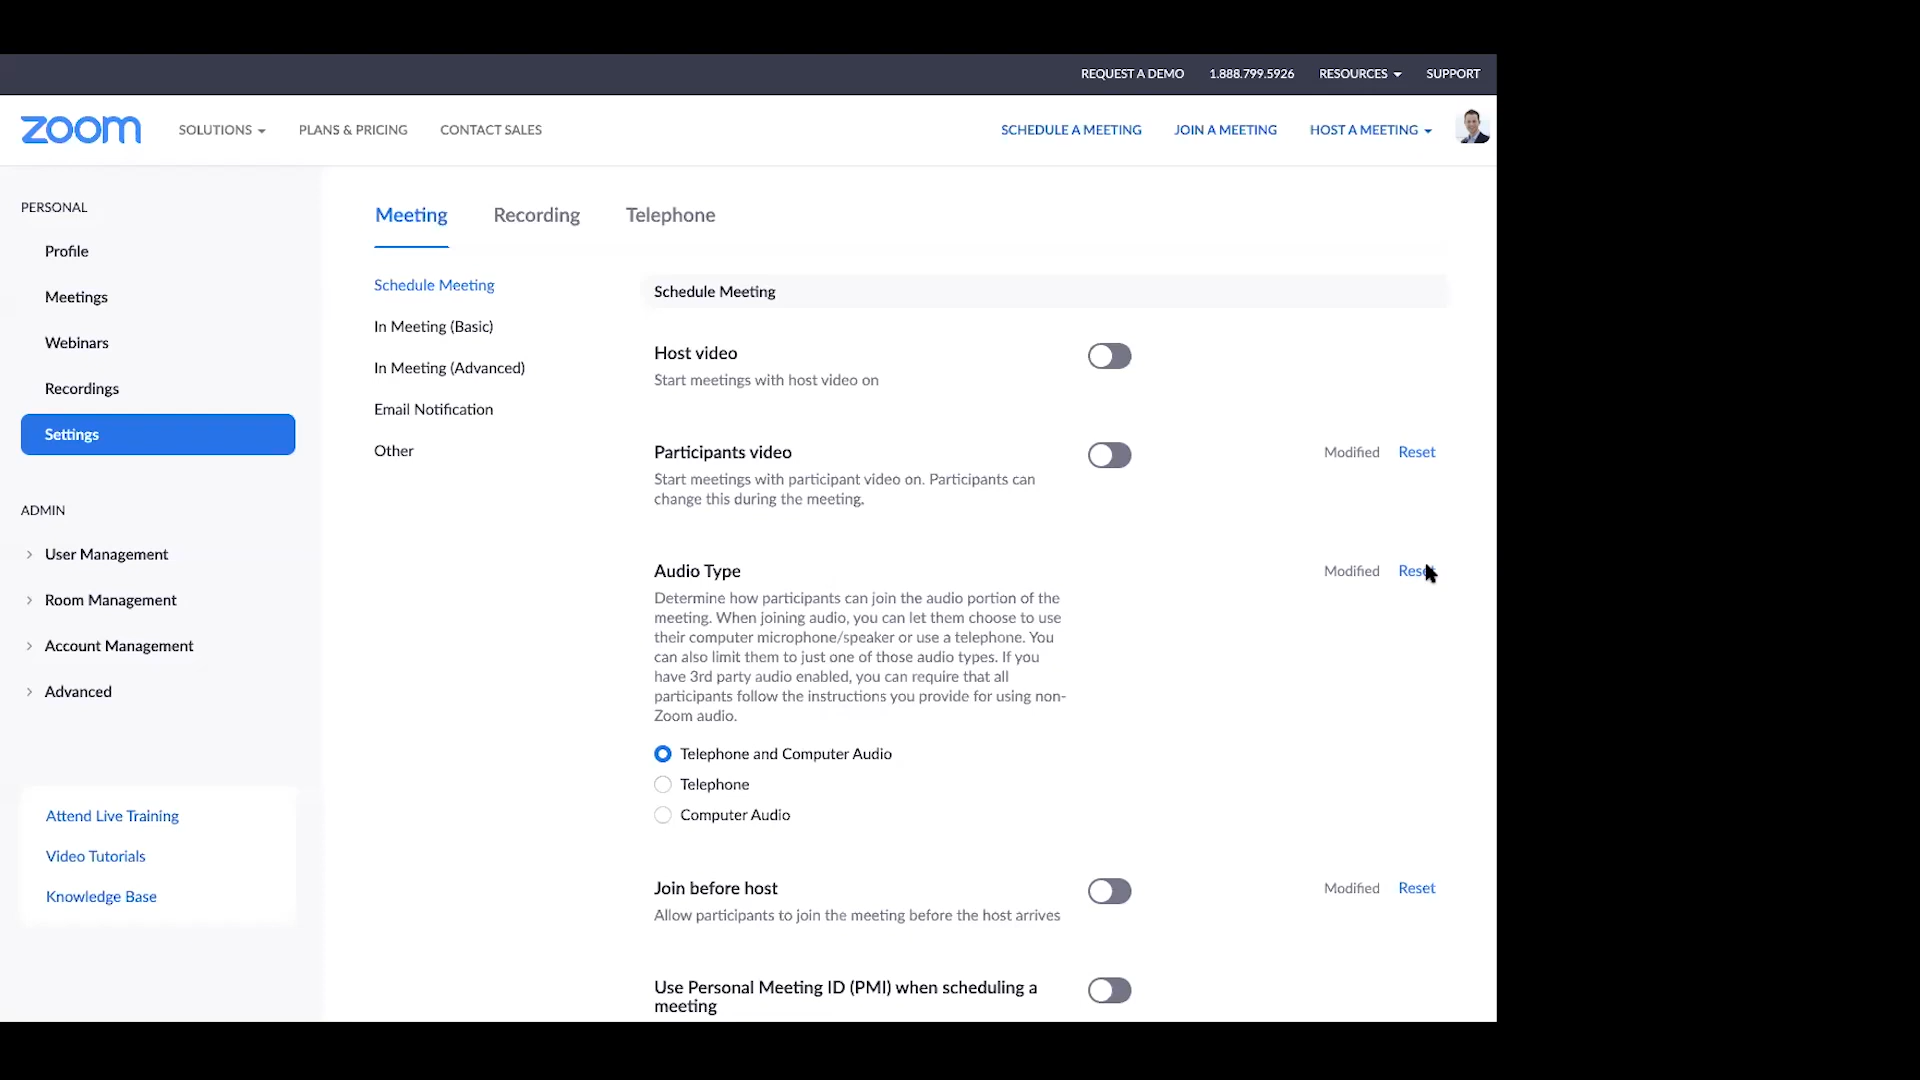 REQUEST A DEMO 1.888.799.5926 RESOURCES SUPPORT
zoom SOLUTIONS PLANS & PRICING CONTACT SALES SCHEDULE A MEETING JOIN A MEETING HOST A MEETING
PERSONAL
Profile
Meetings
Webinars
Recordings
Settings
ADMIN
User Management
Room Management
Account Management
Advanced
Attend Live Training
Video Tutorials
Knowledge Base
Meeting Recording Telephone
Schedule Meeting
In Meeting (Basic)
In Meeting (Advanced)
Email Notification
Other
Schedule Meeting
Host video
Start meetings with host video on
Participants video Modified Reset
Start meetings with participant video on. Participants can
change this during the meeting.
Audio Type Modified Reset
Determine how participants can join the audio portion of the
meeting. When joining audio, you can let them choose to use
their computer microphone/speaker or use a telephone. You
can also limit them to just one of those audio types. If you
have 3rd party audio enabled, you can require that all
participants follow the instructions you provide for using non-
Zoom audio.
Telephone and Computer Audio
Telephone
Computer Audio
Join before host Modified Reset
Allow participants to join the meeting before the host arrives
Use Personal Meeting ID (PMI) when scheduling a
meeting